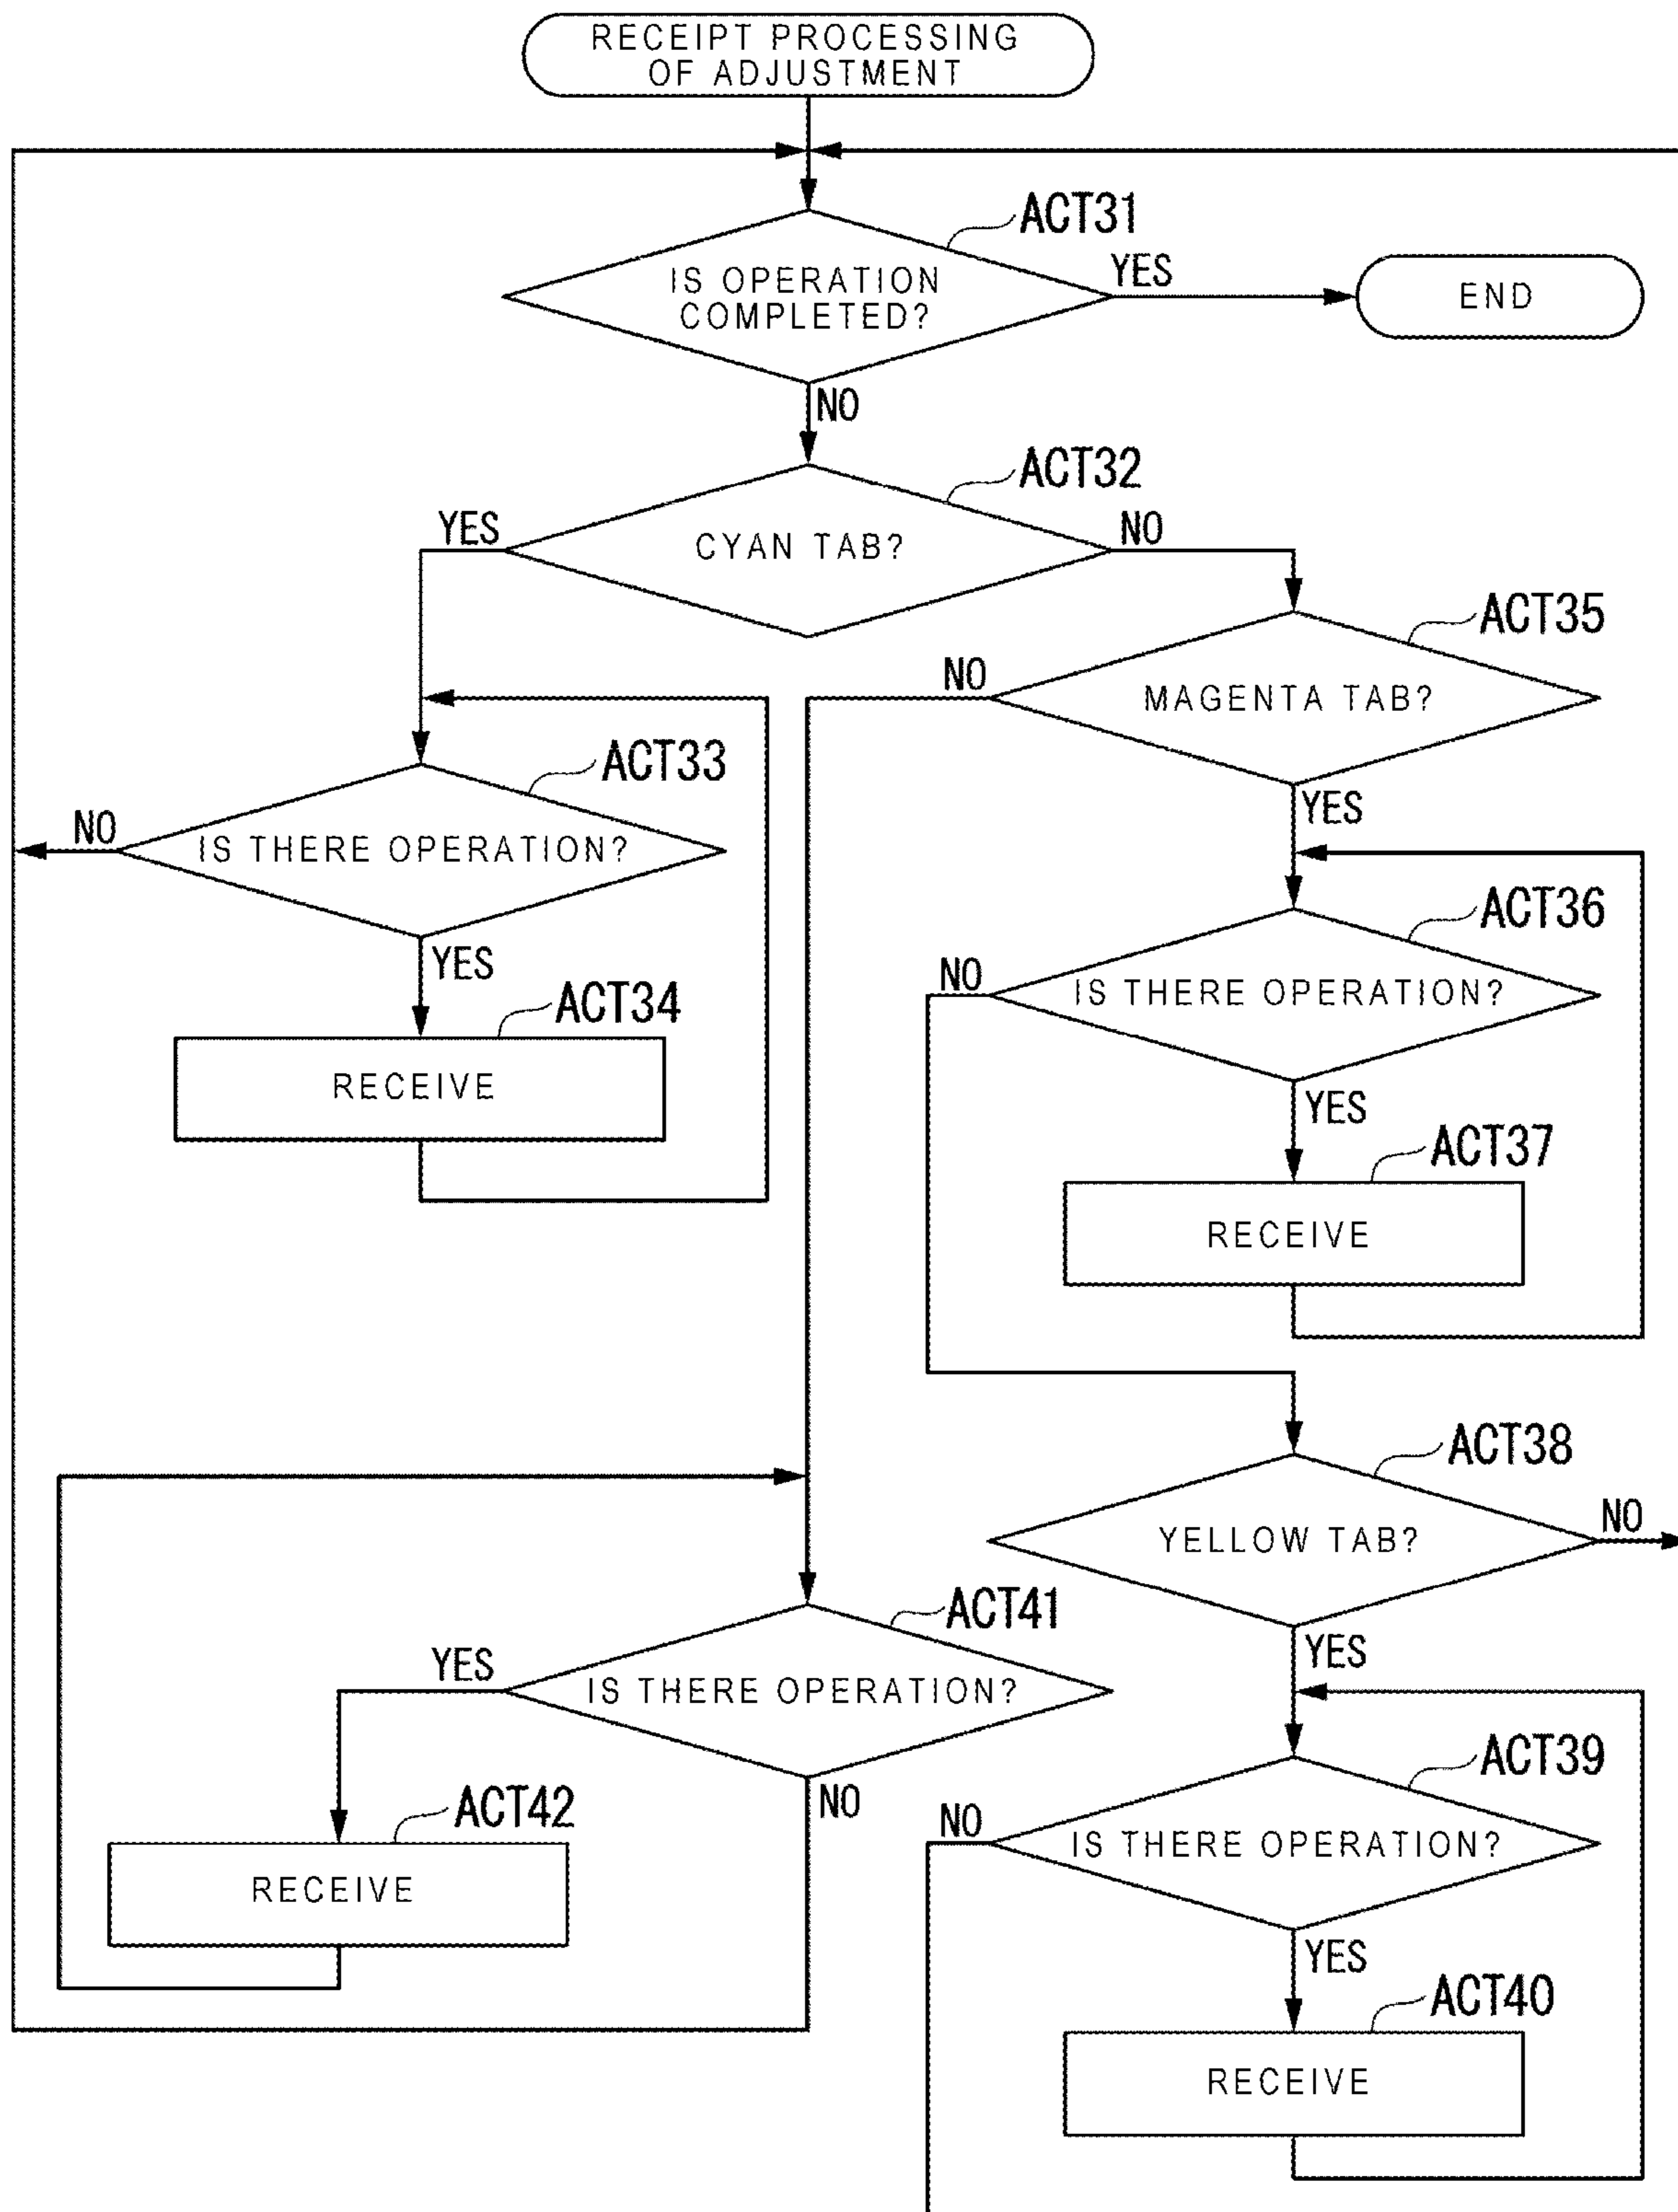 RECEIPT PROCESSING
OF ADJUSTMENT
ACT31
IS OPERATION
COMPLETED?
YES
END
NO
ACT32
YES
CYAN TAB?
NO
ACT35
NO
MAGENTA TAB?
YES
ACT33
NO
IS THERE OPERATION?
YES
ACT34
RECEIVE
ACT36
NO
IS THERE OPERATION?
YES
ACT37
RECEIVE
ACT38
YELLOW TAB?
NO
YES
ACT41
YES
IS THERE OPERATION?
NO
ACT42
RECEIVE
ACT39
NO
IS THERE OPERATION?
YES
ACT40
RECEIVE